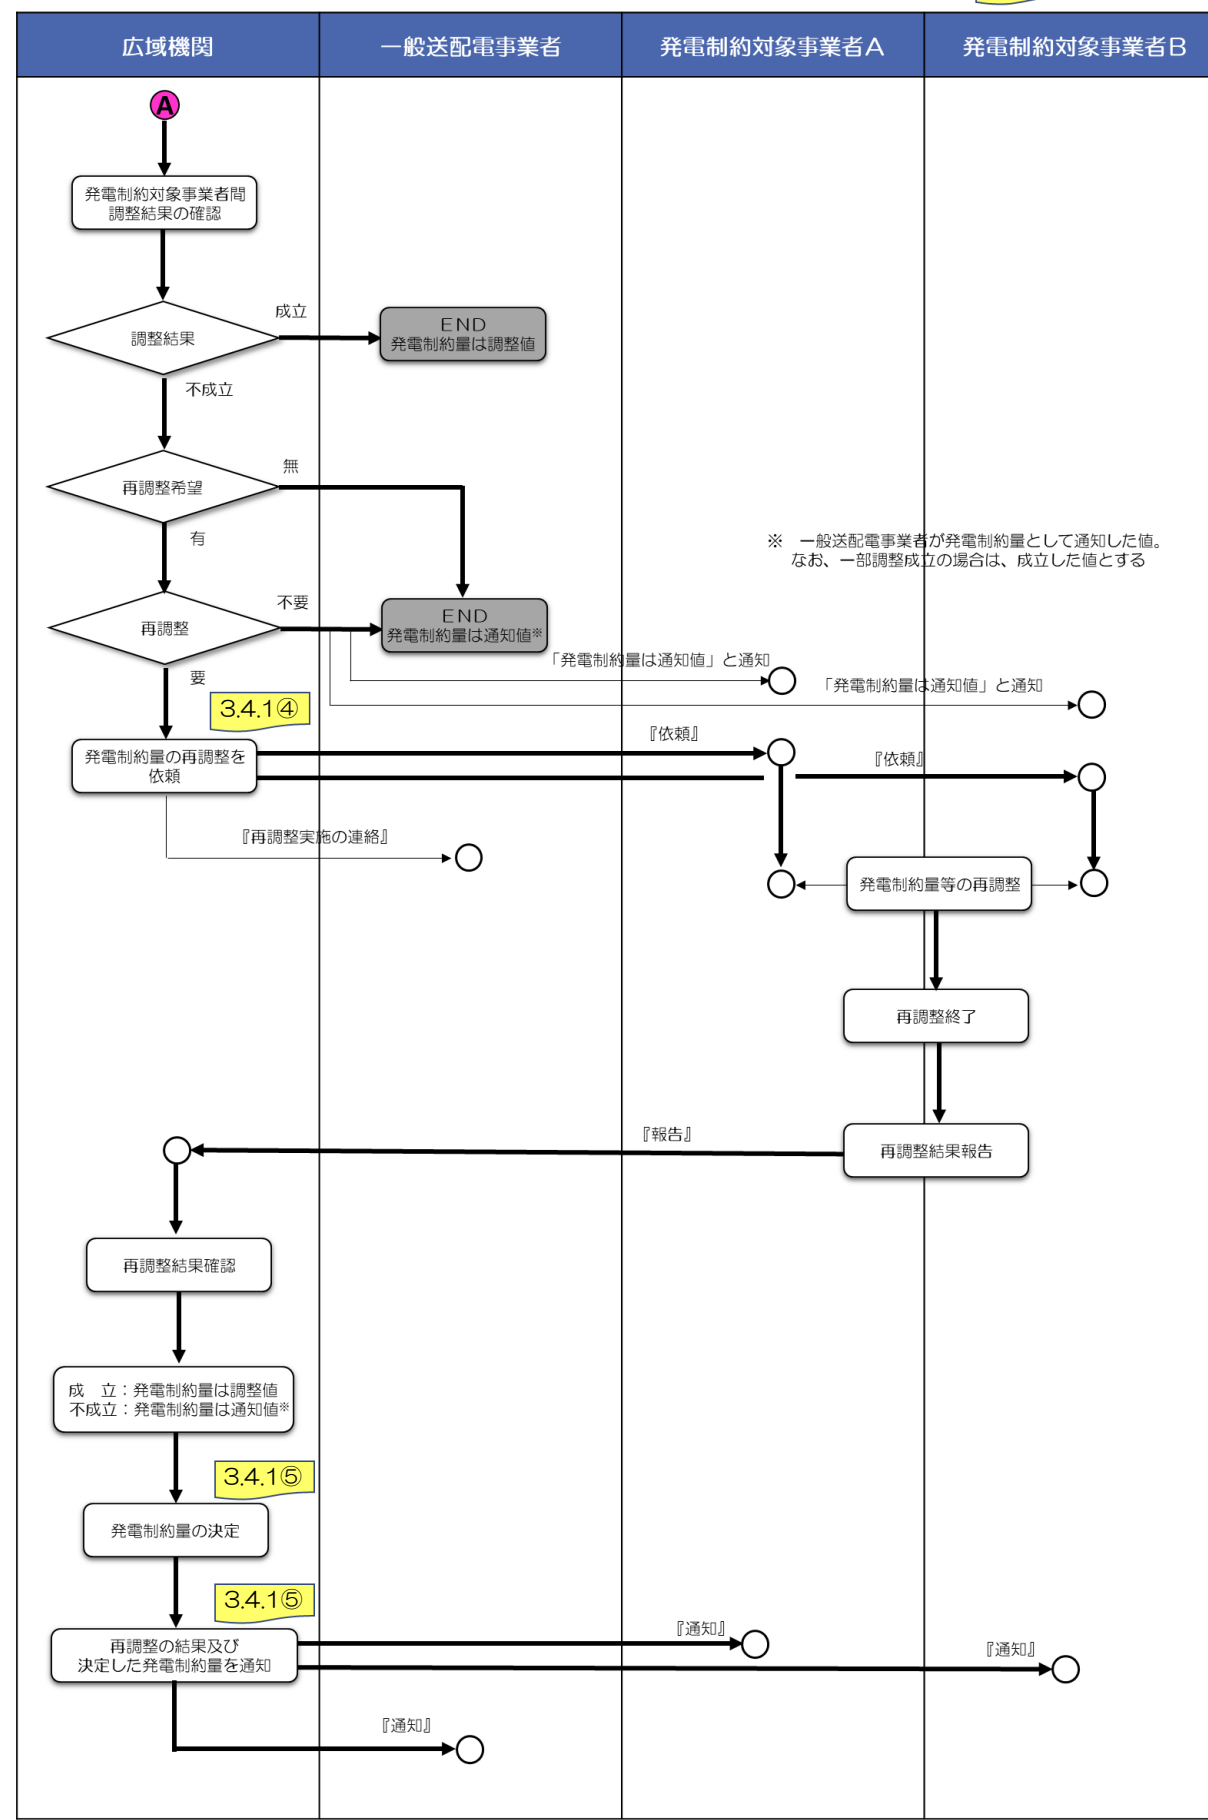 広域機関
一般送配電事業者
発電制約対象事業者A
発電制約対象事業者B
A
発電制約対象事業者間
調整結果の確認
成立
調整結果
END
発電制約量は調整値
不成立
無
再調整希望
有
※　一般送配電事業者が発電制約量として通知した値。
なお、一部調整成立の場合は、成立した値とする
不要
再調整
END
発電制約量は通知値※
「発電制約量は通知値」と通知
要
「発電制約量は通知値」と通知
3.4.1④
『依頼』
発電制約量の再調整を
依頼
『依頼』
『再調整実施の連絡』
発電制約量等の再調整
再調整終了
『報告』
再調整結果報告
再調整結果確認
成　立：発電制約量は調整値
不成立：発電制約量は通知値※
3.4.1⑤
発電制約量の決定
3.4.1⑤
『通知』
再調整の結果及び
決定した発電制約量を通知
『通知』
『通知』